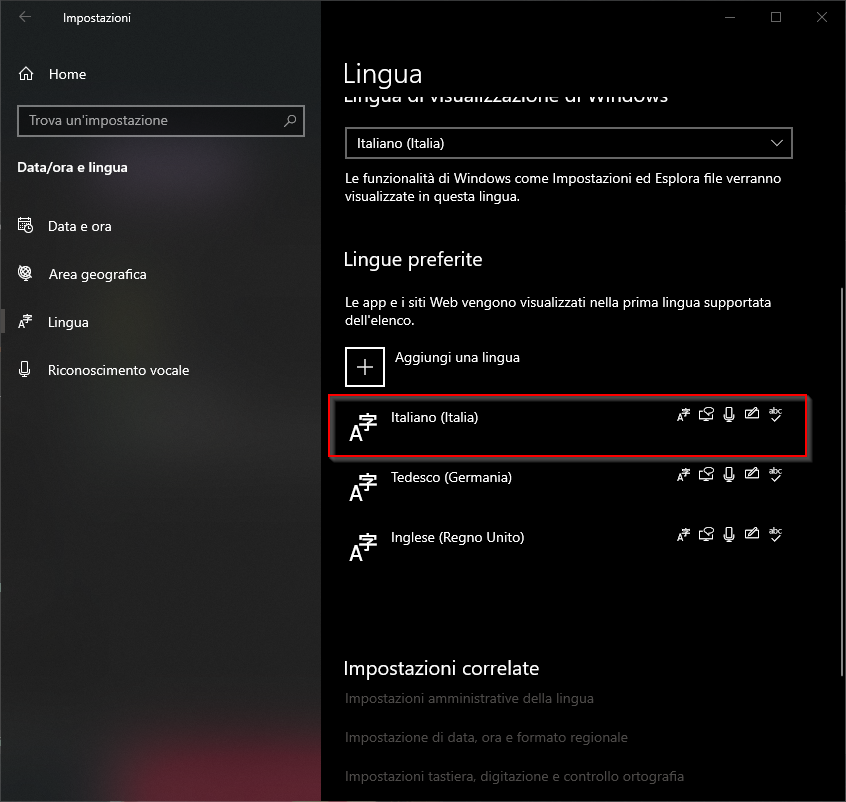 Impostazioni
Home
Trova un'impostazione
Data/ora e lingua
Data e ora
Area geografica
Lingua
Riconoscimento vocale
Lingua
Lingua di visualizzazione di Windows
Italiano (Italia)
Le funzionalità di Windows come Impostazioni ed Esplora file verranno
visualizzate in questa lingua.
Lingue preferite
Le app e i siti Web vengono visualizzati nella prima lingua supportata
dell'elenco.
Aggiungi una lingua
Italiano (Italia)
Tedesco (Germania)
Inglese (Regno Unito)
Impostazioni correlate
Impostazioni amministrative della lingua
Impostazione di data, ora e formato regionale
Impostazioni tastiera, digitazione e controllo ortografia